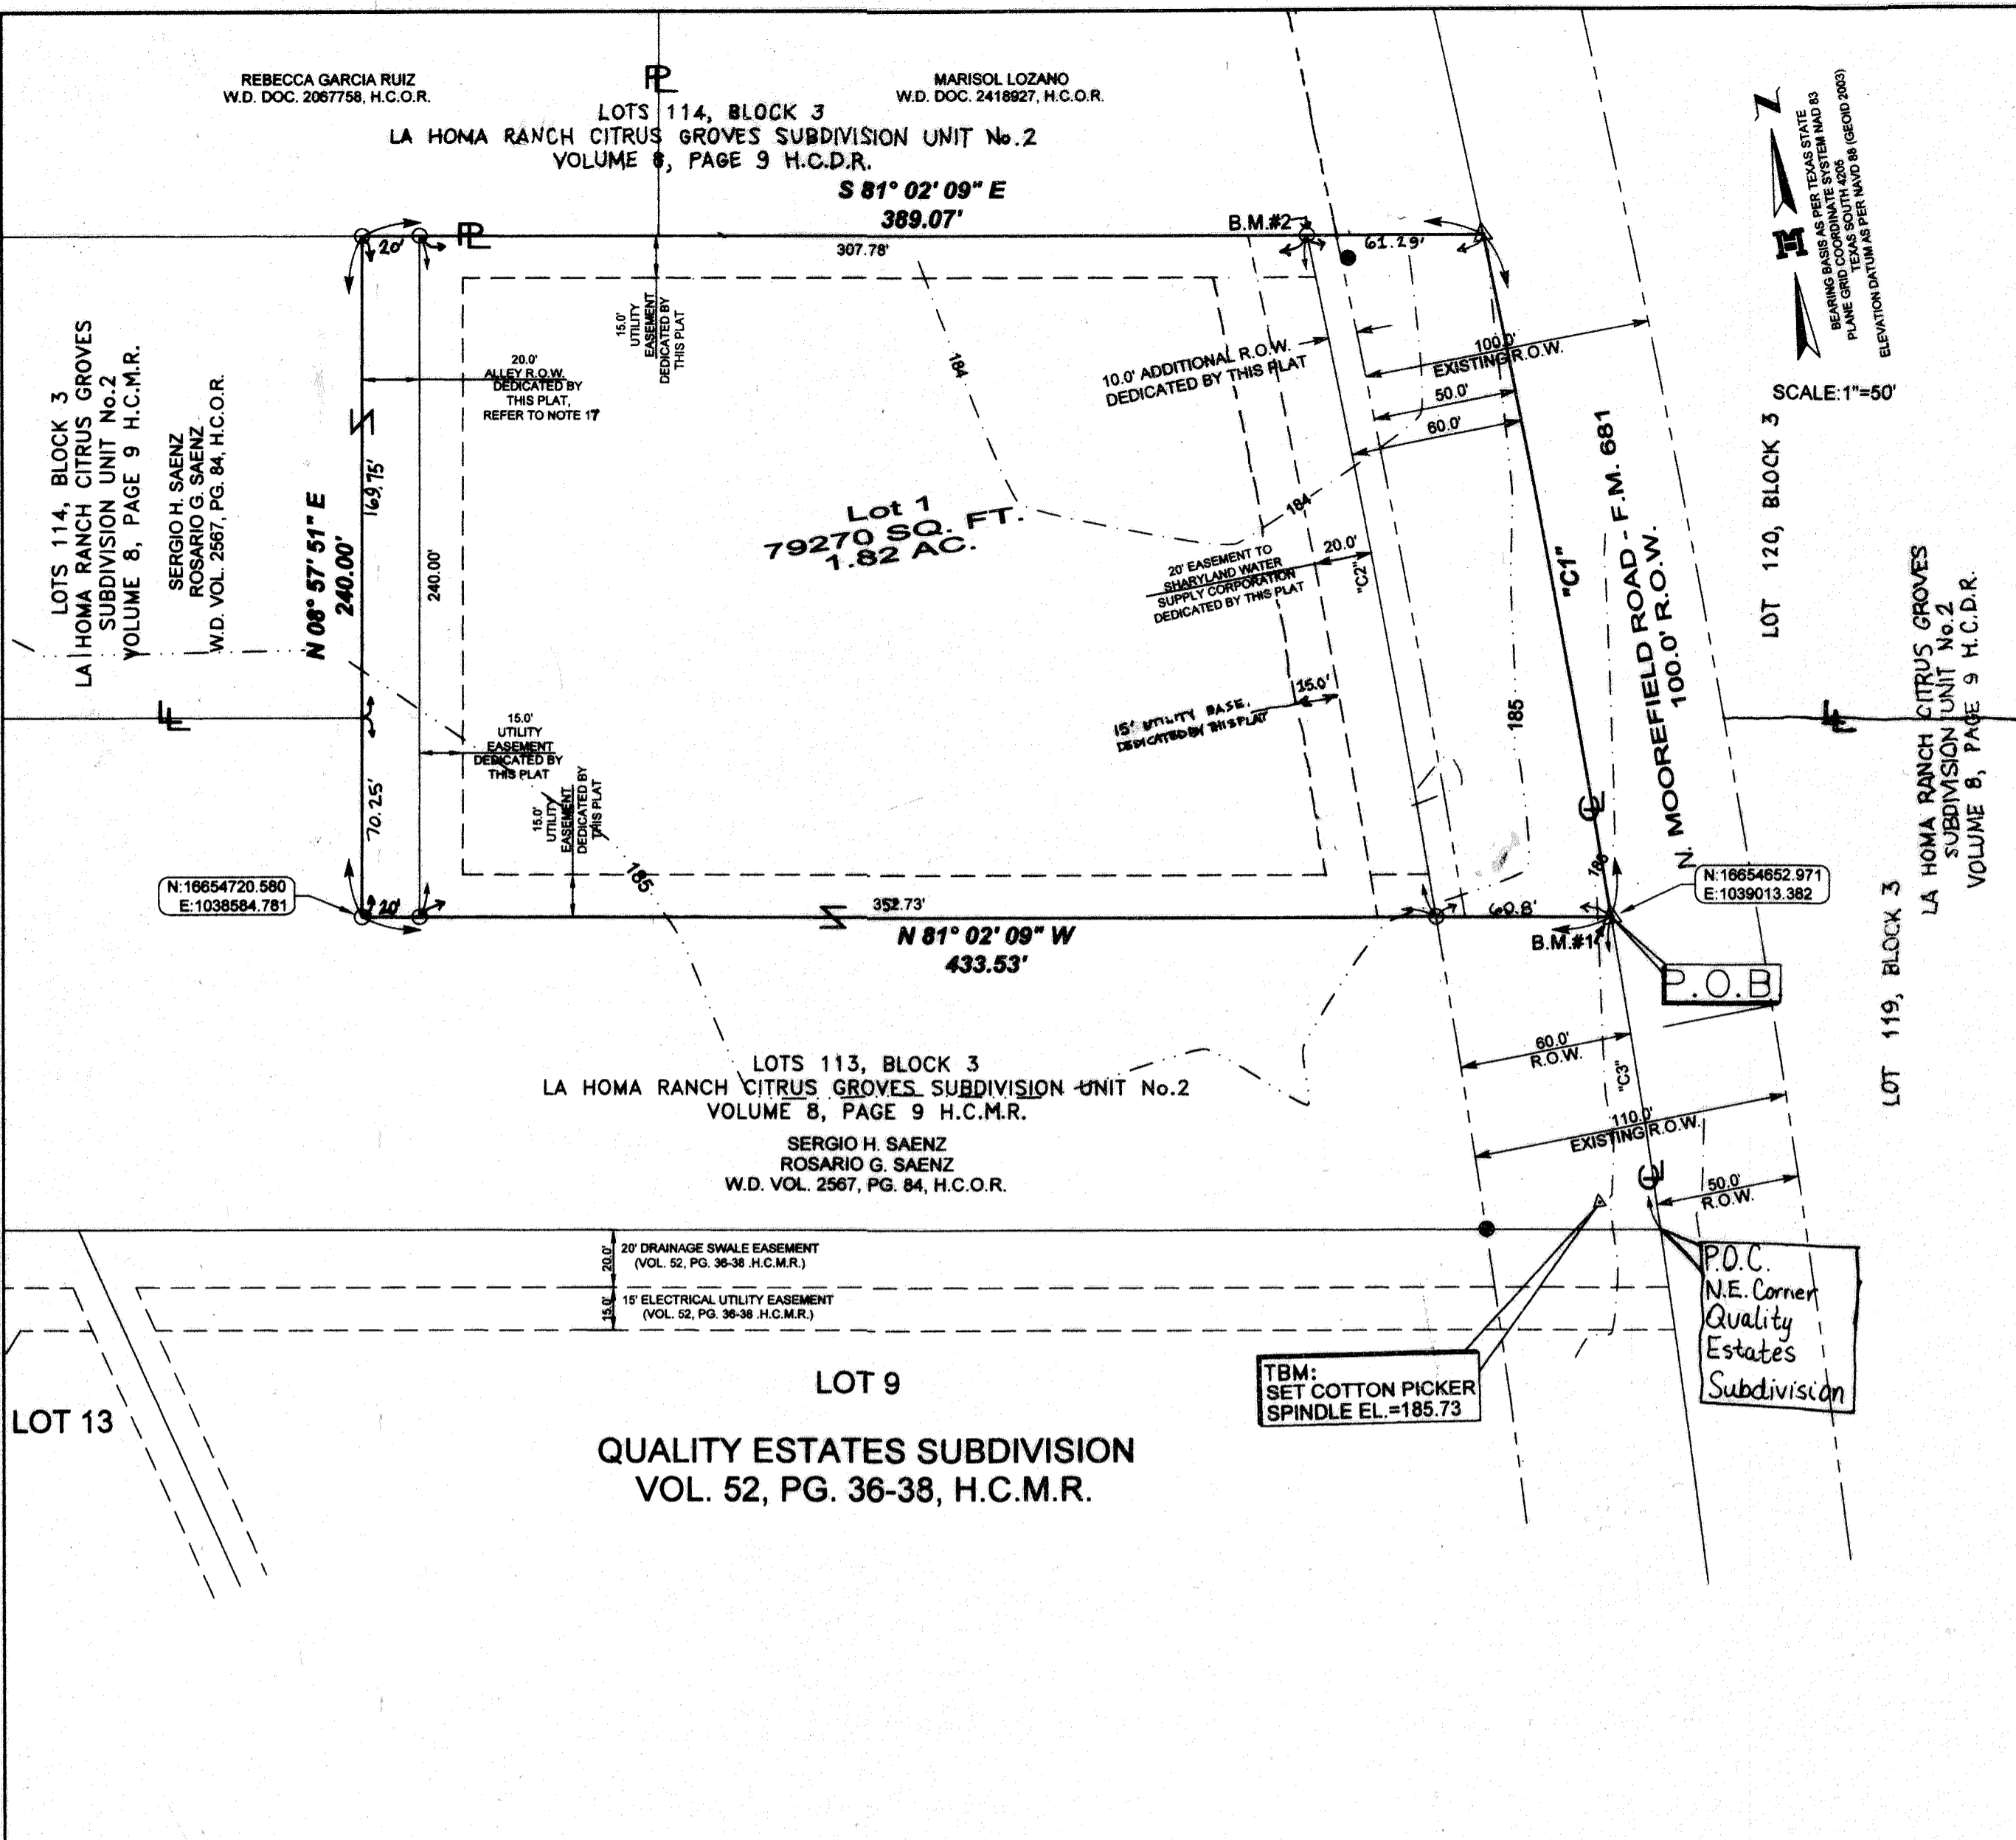 REBECCA GARCIA RUIZ
W.D. DOC. 2067758, H.C.O.R.
PL
MARISOL LOZANO
W.D. DOC. 2418927, H.C.O.R.
LOTS 114, BLOCK 3
LA HOMA RANCH CITRUS GROVES SUBDIVISION UNIT No.2
VOLUME 8, PAGE 9 H.C.D.R.
S 81° 02' 09" E
389.07'
307.78'
B.M.#2
61.29'
20'
PL
Z
BEARING BASIS AS PER TEXAS STATE
PLANE GRID COORDINATE SYSTEM NAD 83
TEXAS SOUTH 4205
ELEVATION DATUM AS PER NAVD 88 (GEOID 2003)
SCALE:1"=50'
LOTS 114, BLOCK 3
LA HOMA RANCH CITRUS GROVES
SUBDIVISION UNIT No.2
VOLUME 8, PAGE 9 H.C.M.R.
SERGIO H. SAENZ
ROSARIO G. SAENZ
W.D. VOL. 2567, PG. 84, H.C.O.R.
N 08° 57' 51" E
240.00'
169.75'
240.00'
70.25'
20.0'
ALLEY R.O.W.
DEDICATED BY
THIS PLAT,
REFER TO NOTE 17
15.0'
UTILITY
EASEMENT
DEDICATED BY
THIS PLAT
184
10.0' ADDITIONAL R.O.W.
DEDICATED BY THIS PLAT
100.0'
EXISTING R.O.W.
50.0'
60.0'
Lot 1
79270 SQ. FT.
1.82 AC.
184
20' EASEMENT TO
SHARYLAND WATER
SUPPLY CORPORATION
DEDICATED BY THIS PLAT
20.0'
"C2"
"C1"
N. MOOREFIELD ROAD - F.M. 681
100.0' R.O.W.
LOT 120, BLOCK 3
LA HOMA RANCH CITRUS GROVES
SUBDIVISION UNIT No.2
VOLUME 8, PAGE 9 H.C.D.R.
LOT 119, BLOCK 3
15' UTILITY EASE.
DEDICATED BY THIS PLAT
15.0'
185
LL
LL
CL
15.0'
UTILITY
EASEMENT
DEDICATED BY
THIS PLAT
15.0'
UTILITY
EASEMENT
DEDICATED BY
THIS PLAT
185
186
N:16654720.580
E:1038584.781
20'
352.73'
60.8'
N:16654652.971
E:1039013.382
N 81° 02' 09" W
433.53'
B.M.#1
P.O.B.
LOTS 113, BLOCK 3
LA HOMA RANCH CITRUS GROVES SUBDIVISION UNIT No.2
VOLUME 8, PAGE 9 H.C.M.R.
SERGIO H. SAENZ
ROSARIO G. SAENZ
W.D. VOL. 2567, PG. 84, H.C.O.R.
60.0'
R.O.W.
"C3"
110.0'
EXISTING R.O.W.
CL
50.0'
R.O.W.
20.0'
20' DRAINAGE SWALE EASEMENT
(VOL. 52, PG. 36-38 .H.C.M.R.)
15.0'
15' ELECTRICAL UTILITY EASEMENT
(VOL. 52, PG. 36-38 .H.C.M.R.)
P.O.C.
N.E. Corner
Quality
Estates
Subdivision
TBM:
SET COTTON PICKER
SPINDLE EL.=185.73
LOT 9
LOT 13
QUALITY ESTATES SUBDIVISION
VOL. 52, PG. 36-38, H.C.M.R.